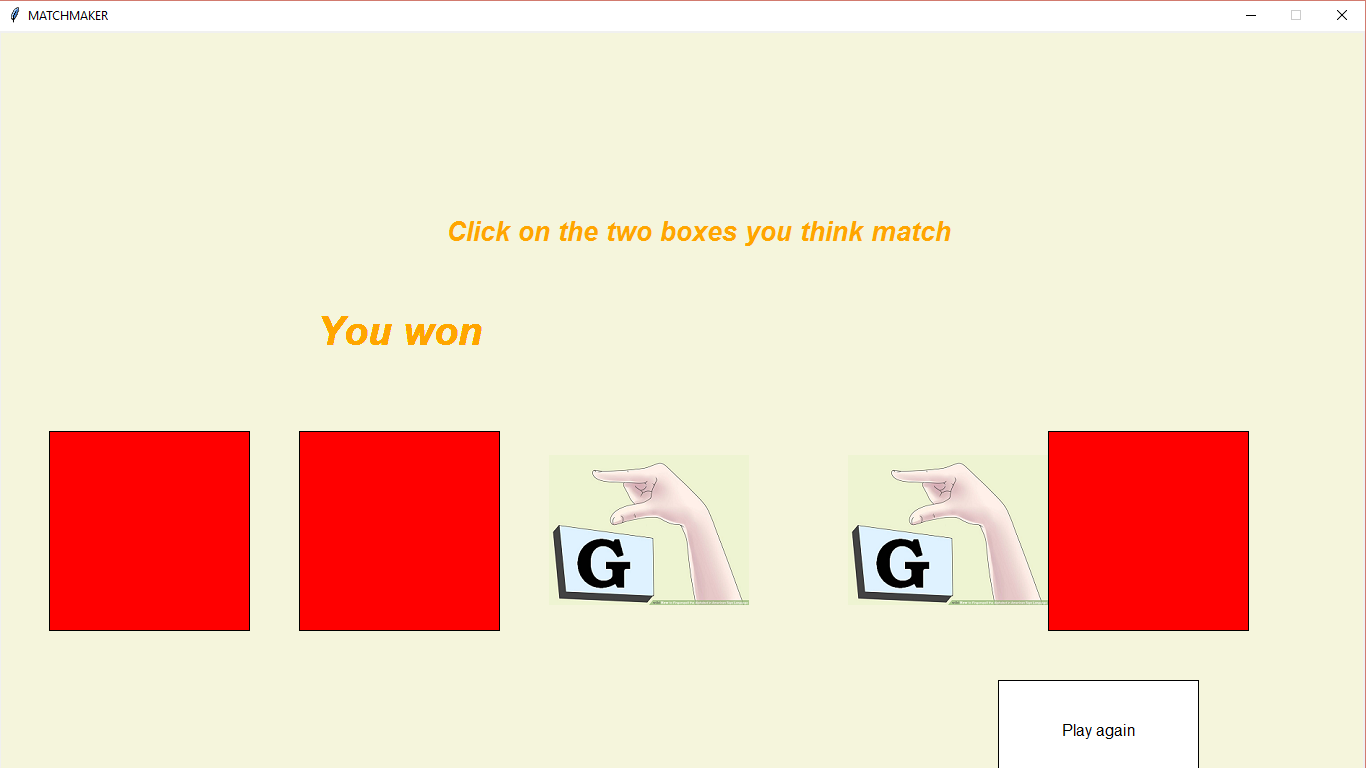 MATCHMAKER
Click on the two boxes you think match
You won
G
G
Play again